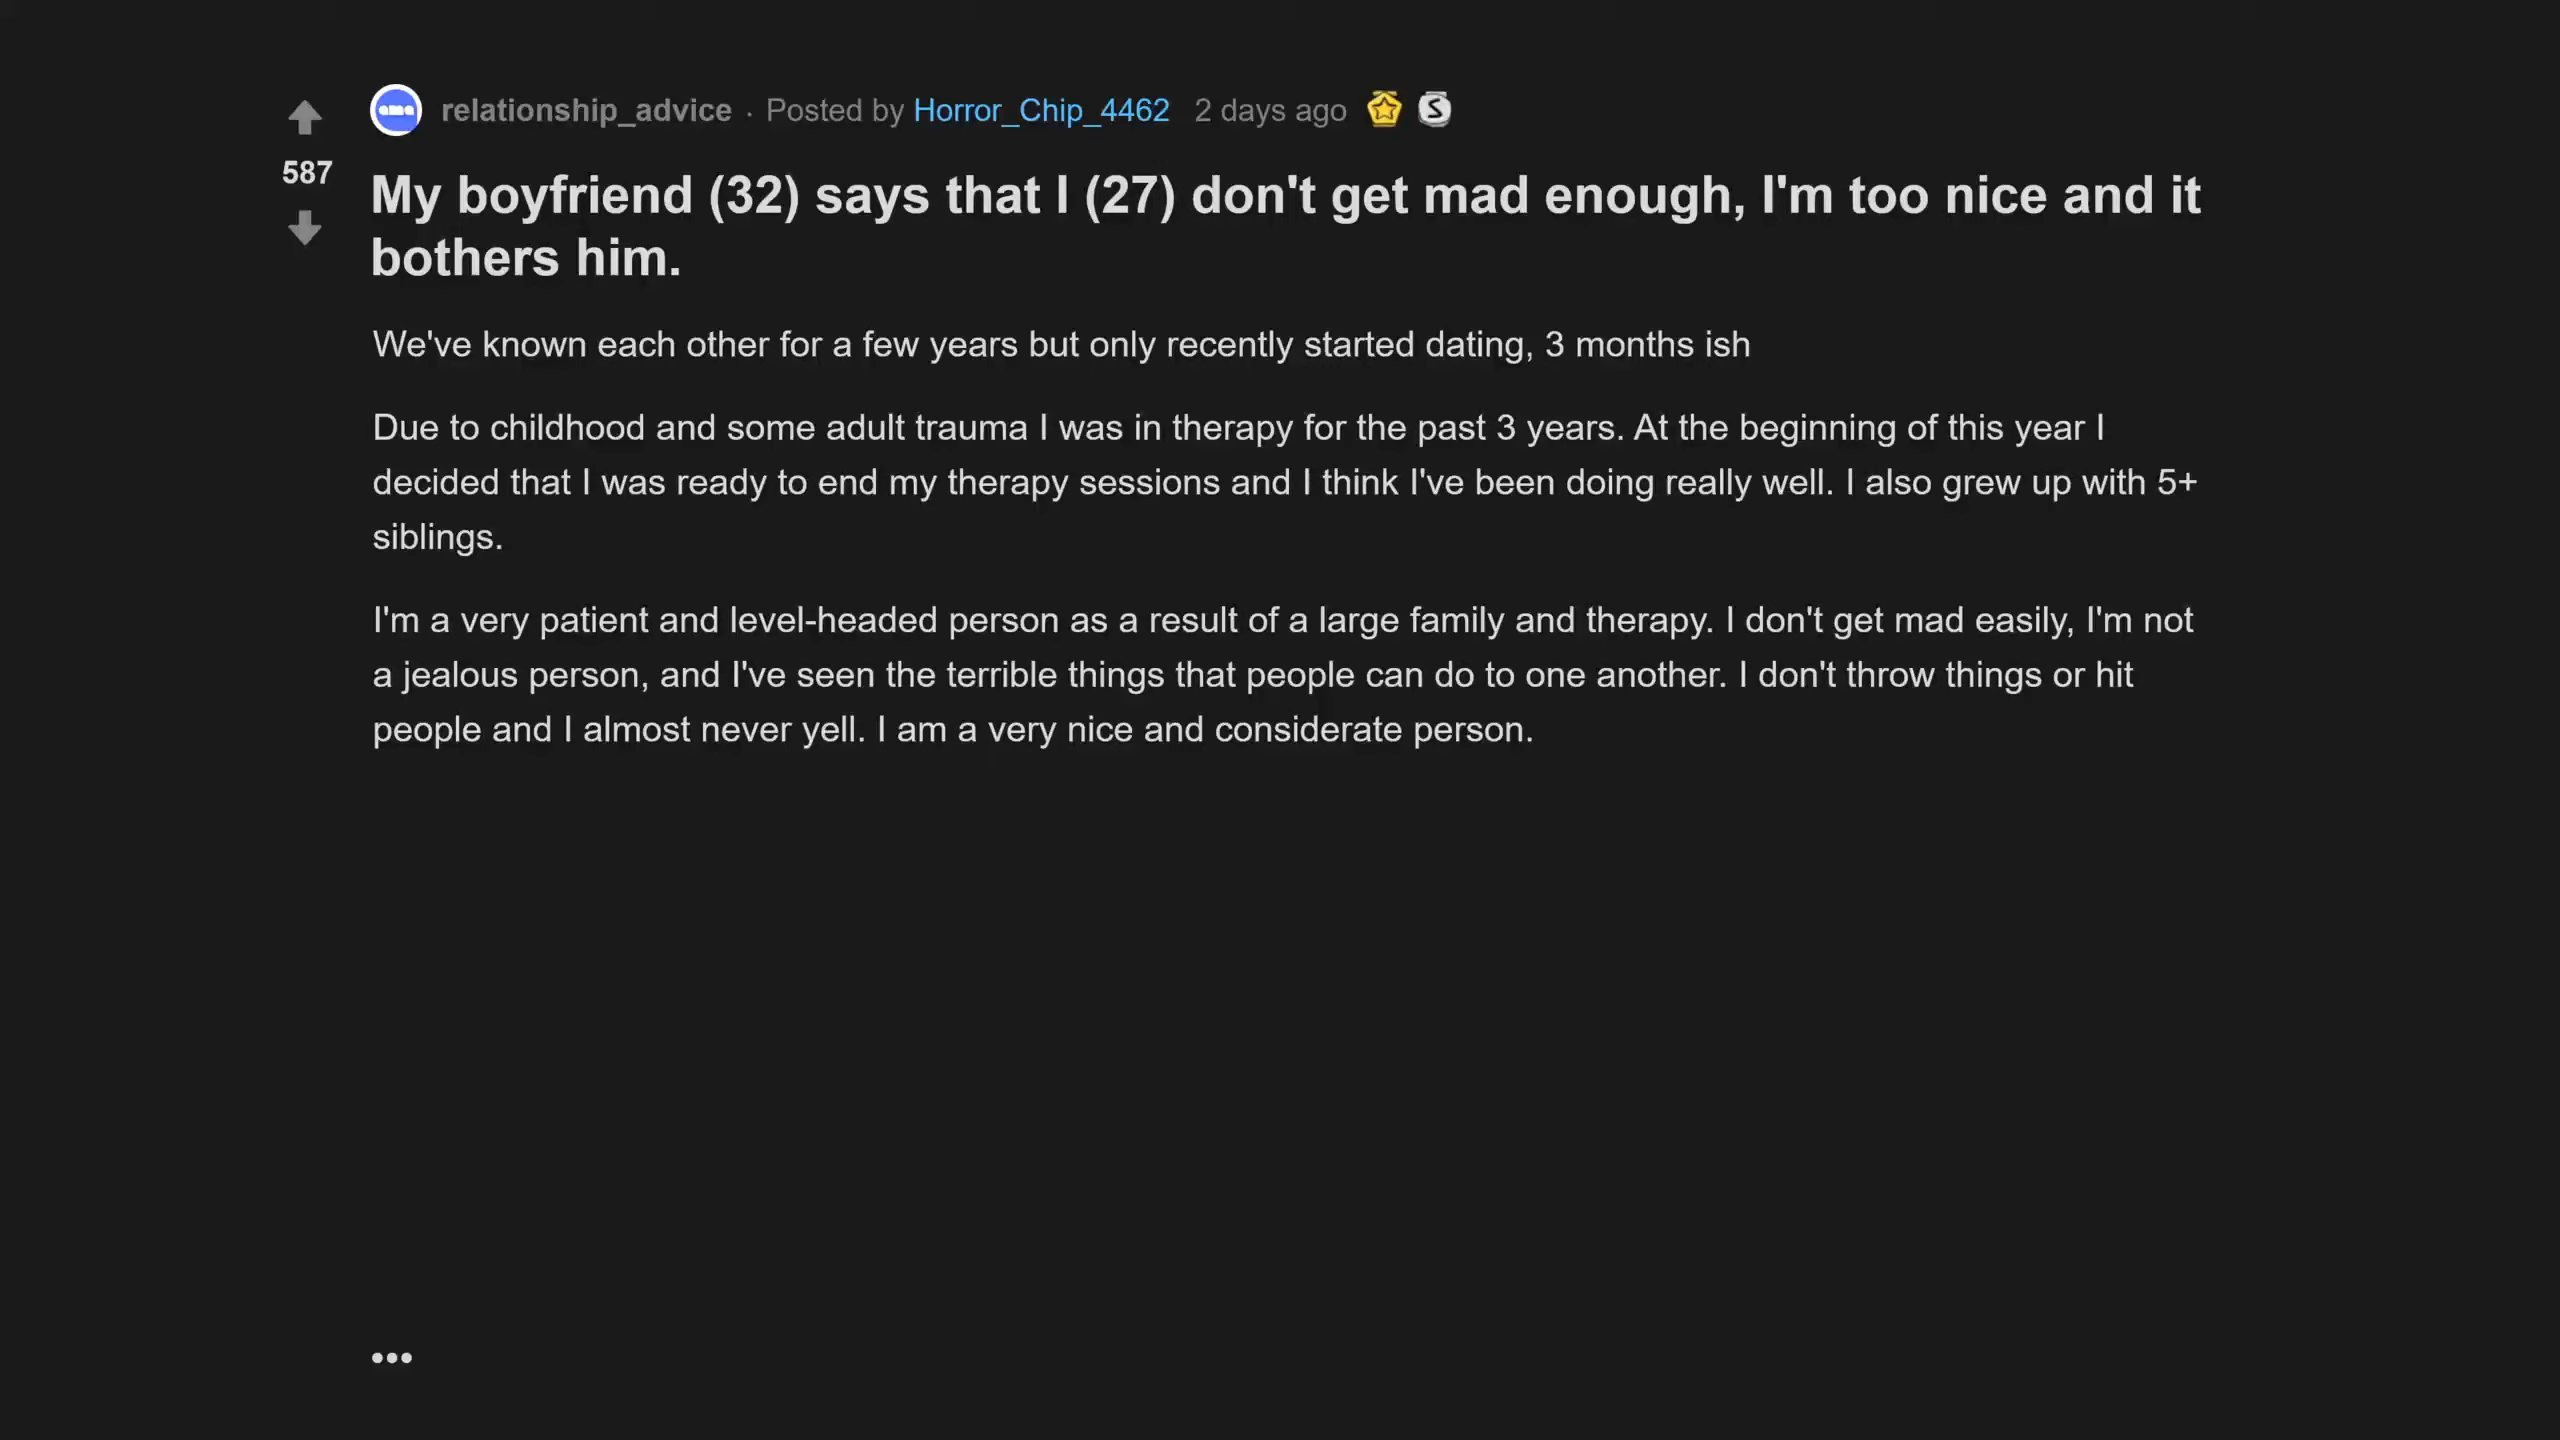 relationship_advice · Posted by Horror_Chip_4462 2 days ago
587
My boyfriend (32) says that I (27) don't get mad enough, I'm too nice and it
bothers him.
We've known each other for a few years but only recently started dating, 3 months ish
Due to childhood and some adult trauma I was in therapy for the past 3 years. At the beginning of this year I
decided that I was ready to end my therapy sessions and I think I've been doing really well. I also grew up with 5+
siblings.
I'm a very patient and level-headed person as a result of a large family and therapy. I don't get mad easily, I'm not
a jealous person, and I've seen the terrible things that people can do to one another. I don't throw things or hit
people and I almost never yell. I am a very nice and considerate person.
•••